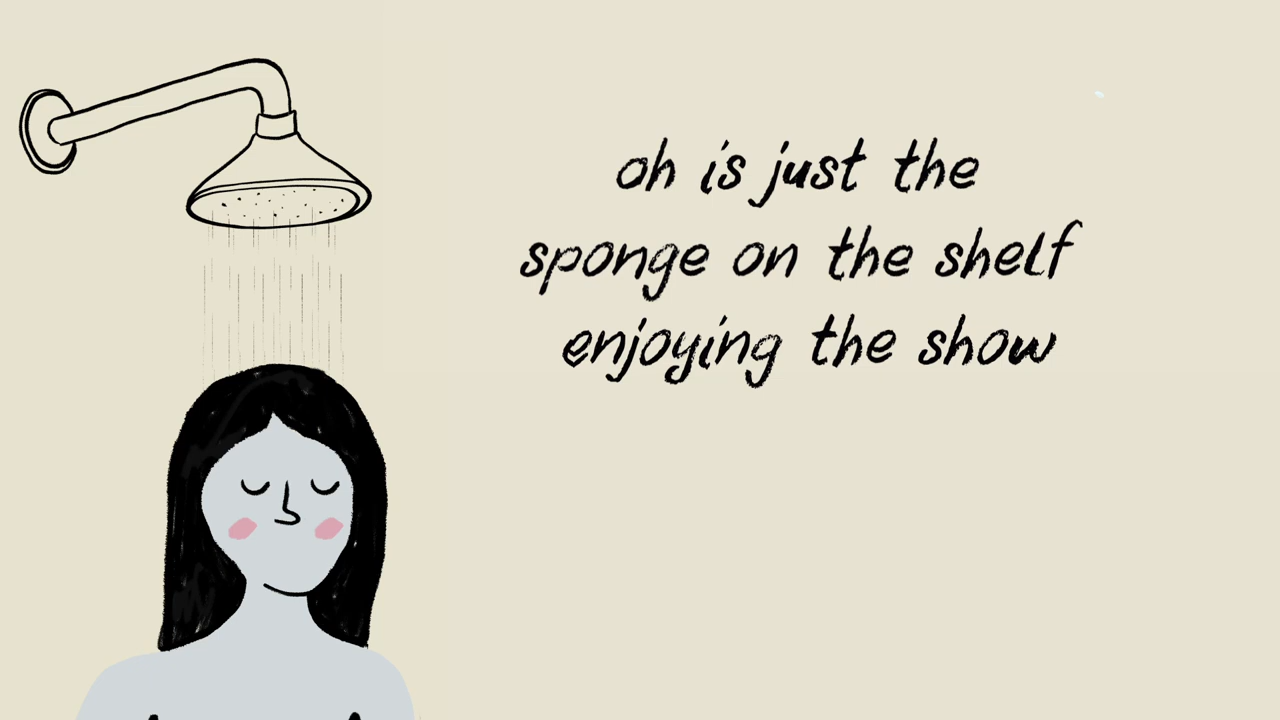 oh is just the
sponge on the shelf
enjoying the show